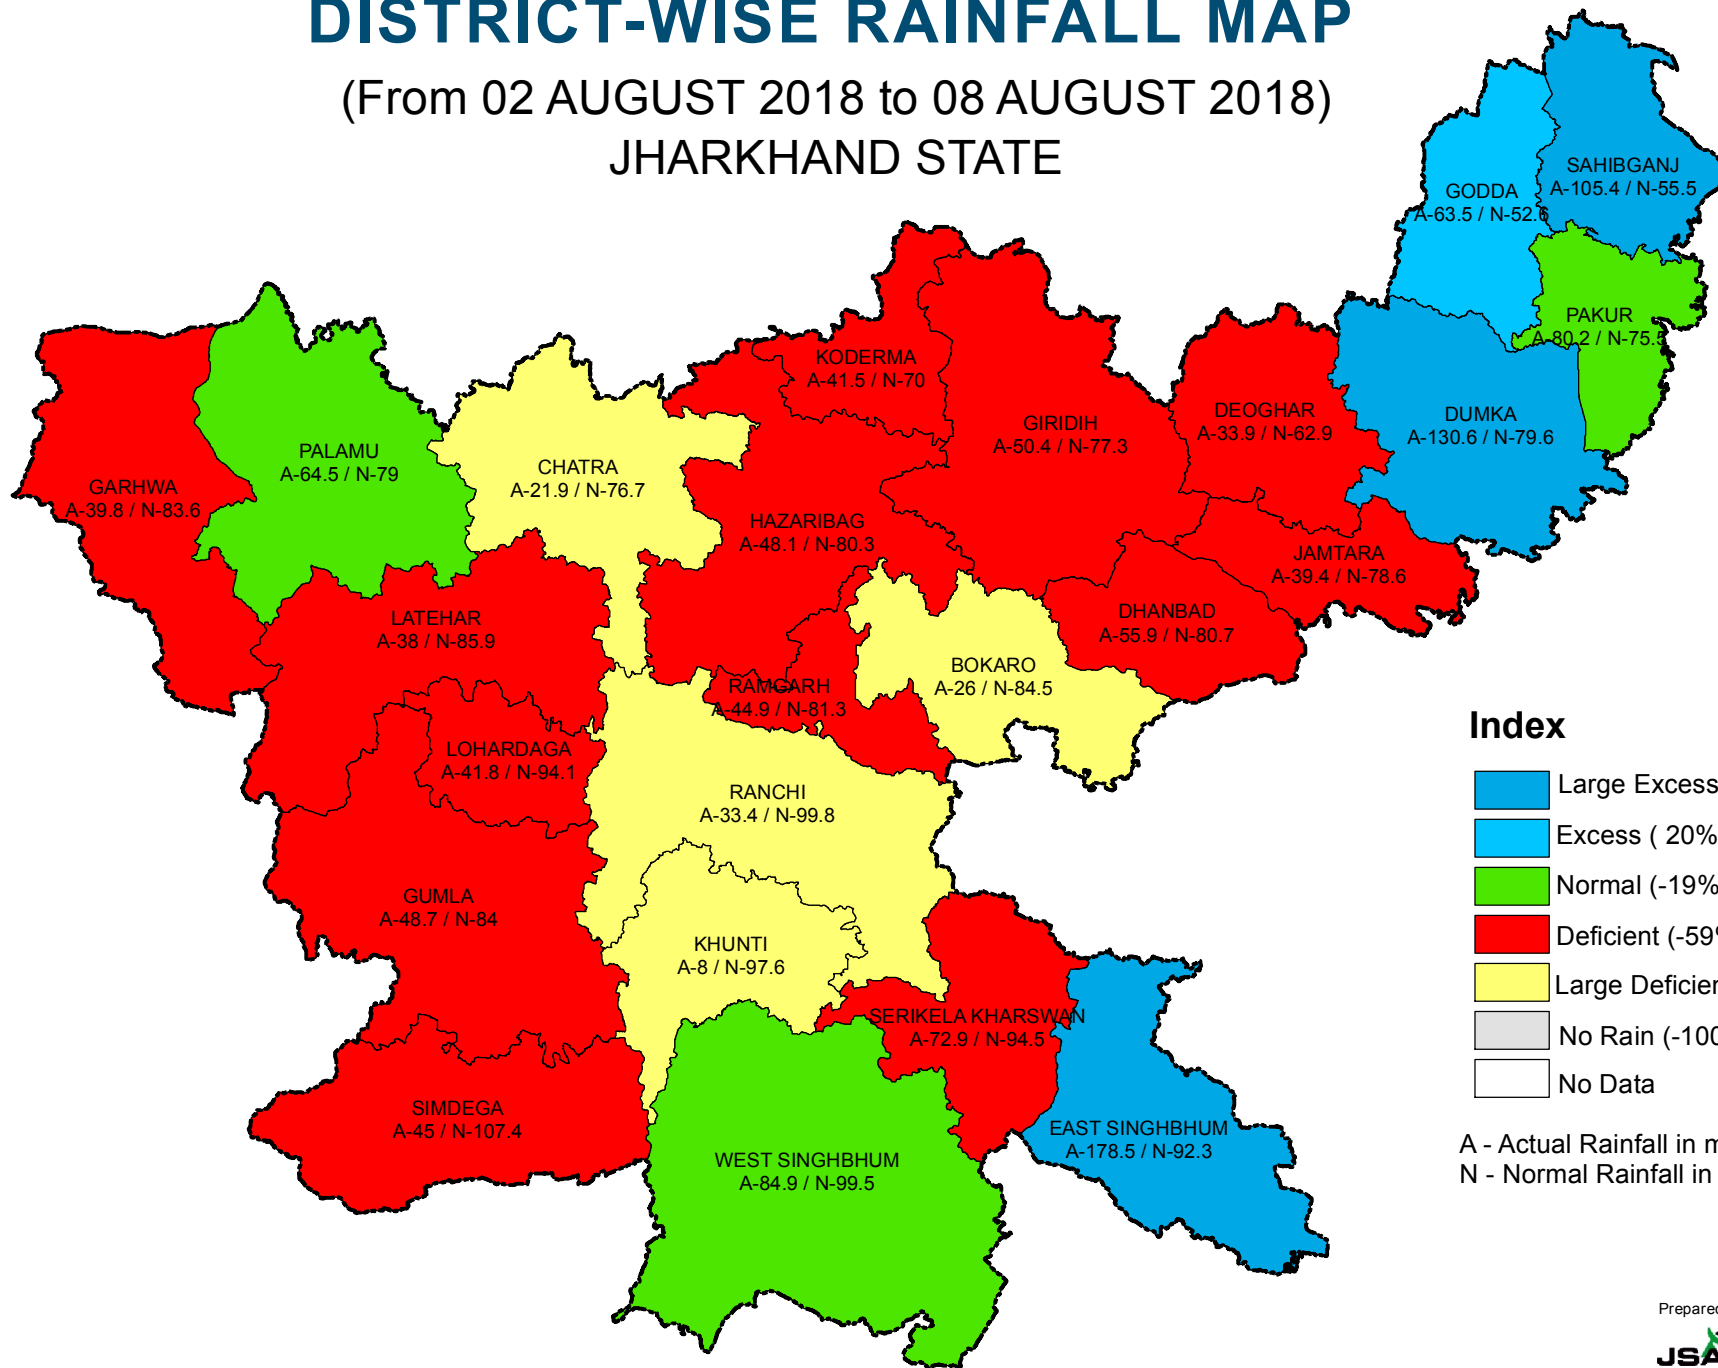 DISTRICT-WISE RAINFALL MAP
(From 02 AUGUST 2018 to 08 AUGUST 2018)
JHARKHAND STATE
SAHIBGANJ
A-105.4 / N-55.5
GODDA
A-63.5 / N-52.6
PAKUR
A-80.2 / N-75.5
KODERMA
A-41.5 / N-70
GIRIDIH
A-50.4 / N-77.3
DEOGHAR
A-33.9 / N-62.9
DUMKA
A-130.6 / N-79.6
PALAMU
A-64.5 / N-79
CHATRA
A-21.9 / N-76.7
GARHWA
A-39.8 / N-83.6
HAZARIBAG
A-48.1 / N-80.3
JAMTARA
A-39.4 / N-78.6
LATEHAR
A-38 / N-85.9
DHANBAD
A-55.9 / N-80.7
BOKARO
A-26 / N-84.5
RAMGARH
A-44.9 / N-81.3
LOHARDAGA
A-41.8 / N-94.1
RANCHI
A-33.4 / N-99.8
GUMLA
A-48.7 / N-84
KHUNTI
A-8 / N-97.6
SERIKELA KHARSWAN
A-72.9 / N-94.5
SIMDEGA
A-45 / N-107.4
EAST SINGHBHUM
A-178.5 / N-92.3
WEST SINGHBHUM
A-84.9 / N-99.5
Index
Large Excess
Excess ( 20%
Normal (-19%
Deficient (-59
Large Deficien
No Rain (-100
No Data
A - Actual Rainfall in m
N - Normal Rainfall in
Prepared
JSA